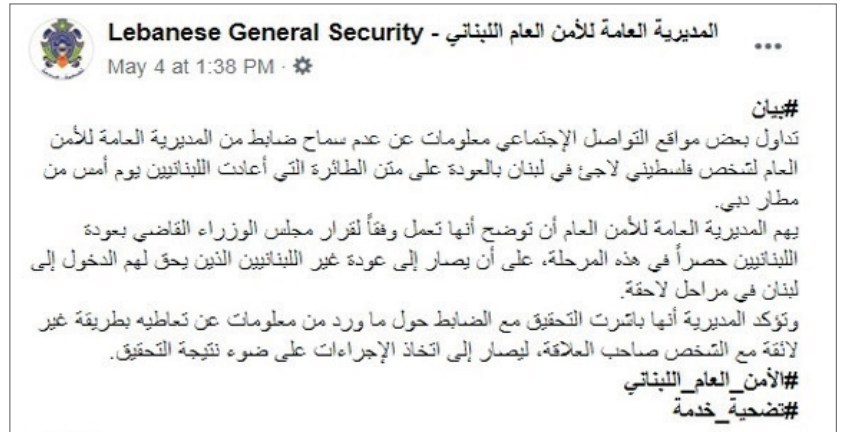 Lebanese General Security - المديرية العامة للأمن العام اللبناني
May 4 at 1:38 PM ·
#بيان
تداول بعض مواقع التواصل الإجتماعي معلومات عن عدم سماح ضابط من المديرية العامة للأمن
العام لشخص فلسطيني لاجئ في لبنان بالعودة على متن الطائرة التي أعادت اللبنانيين يوم أمس من
مطار دبي.
يهم المديرية العامة للأمن العام أن توضح أنها تعمل وفقاً لقرار مجلس الوزراء القاضي بعودة
اللبنانيين حصراً في هذه المرحلة، على أن يصار إلى عودة غير اللبنانيين الذين يحق لهم الدخول إلى
لبنان في مراحل لاحقة.
وتؤكد المديرية أنها باشرت التحقيق مع الضابط حول ما ورد من معلومات عن تعاطيه بطريقة غير
لائقة مع الشخص صاحب العلاقة، ليصار إلى اتخاذ الإجراءات على ضوء نتيجة التحقيق.
#الأمن_العام_اللبناني
#تضحية_خدمة